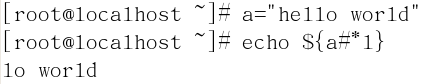 [root@localhost ~]# a="hello world"
[root@localhost ~]# echo ${a#*l}
lo world